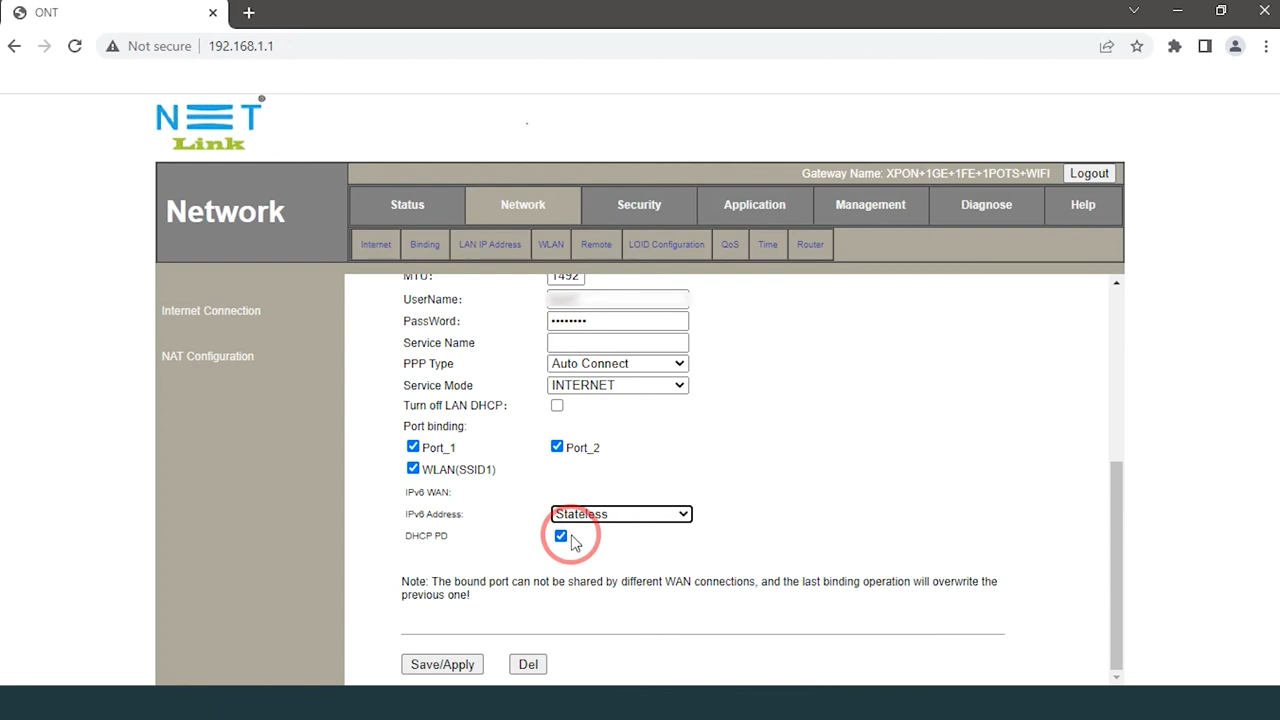 ONT
Not secure 192.168.1.1
NET
Link
Gateway Name: XPON+1GE+1FE+1POTS+WIFI Logout
Network
Status Network Security Application Management Diagnose Help
Internet Binding LAN IP Address WLAN Remote LOID Configuration QoS Time Router
Internet Connection
NAT Configuration
MTU: 1492
UserName:
PassWord: ••••••••
Service Name
PPP Type Auto Connect
Service Mode INTERNET
Turn off LAN DHCP:
Port binding:
Port_1 Port_2
WLAN(SSID1)
IPv6 WAN:
IPv6 Address: Stateless
DHCP PD
Note: The bound port can not be shared by different WAN connections, and the last binding operation will overwrite the
previous one!
Save/Apply Del